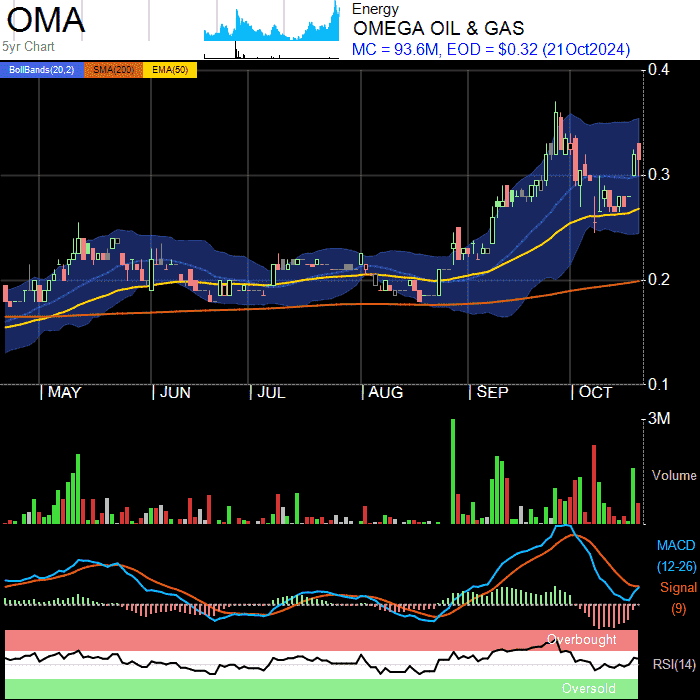 OMA
5yr Chart
Energy
OMEGA OIL & GAS
MC = 93.6M, EOD = $0.32 (21Oct2024)
BollBands(20,2) SMA(200) EMA(50)
0.4
0.3
0.2
0.1
MAY JUN JUL AUG SEP OCT
3M
Volume
MACD
(12-26)
Signal
(9)
Overbought
RSI(14)
Oversold